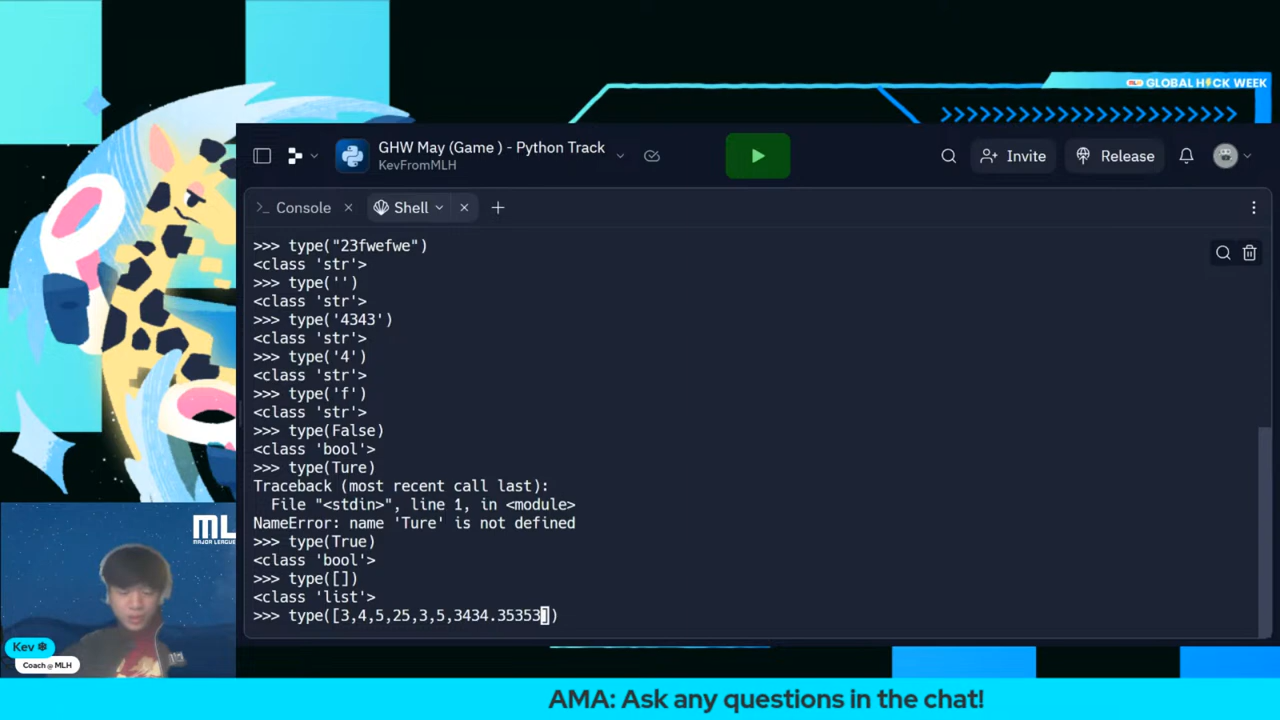 GLOBAL HACK WEEK
GHW May (Game ) - Python Track
KevFromMLH
Invite
Release
Console
Shell
>>> type("23fwefwe")
<class 'str'>
>>> type('')
<class 'str'>
>>> type('4343')
<class 'str'>
>>> type('4')
<class 'str'>
>>> type('f')
<class 'str'>
>>> type(False)
<class 'bool'>
>>> type(Ture)
Traceback (most recent call last):
File "<stdin>", line 1, in <module>
NameError: name 'Ture' is not defined
>>> type(True)
<class 'bool'>
>>> type([])
<class 'list'>
>>> type([3,4,5,25,3,5,3434.35353])
ML
MAJOR LEAGUE
Kev
Coach @ MLH
AMA: Ask any questions in the chat!